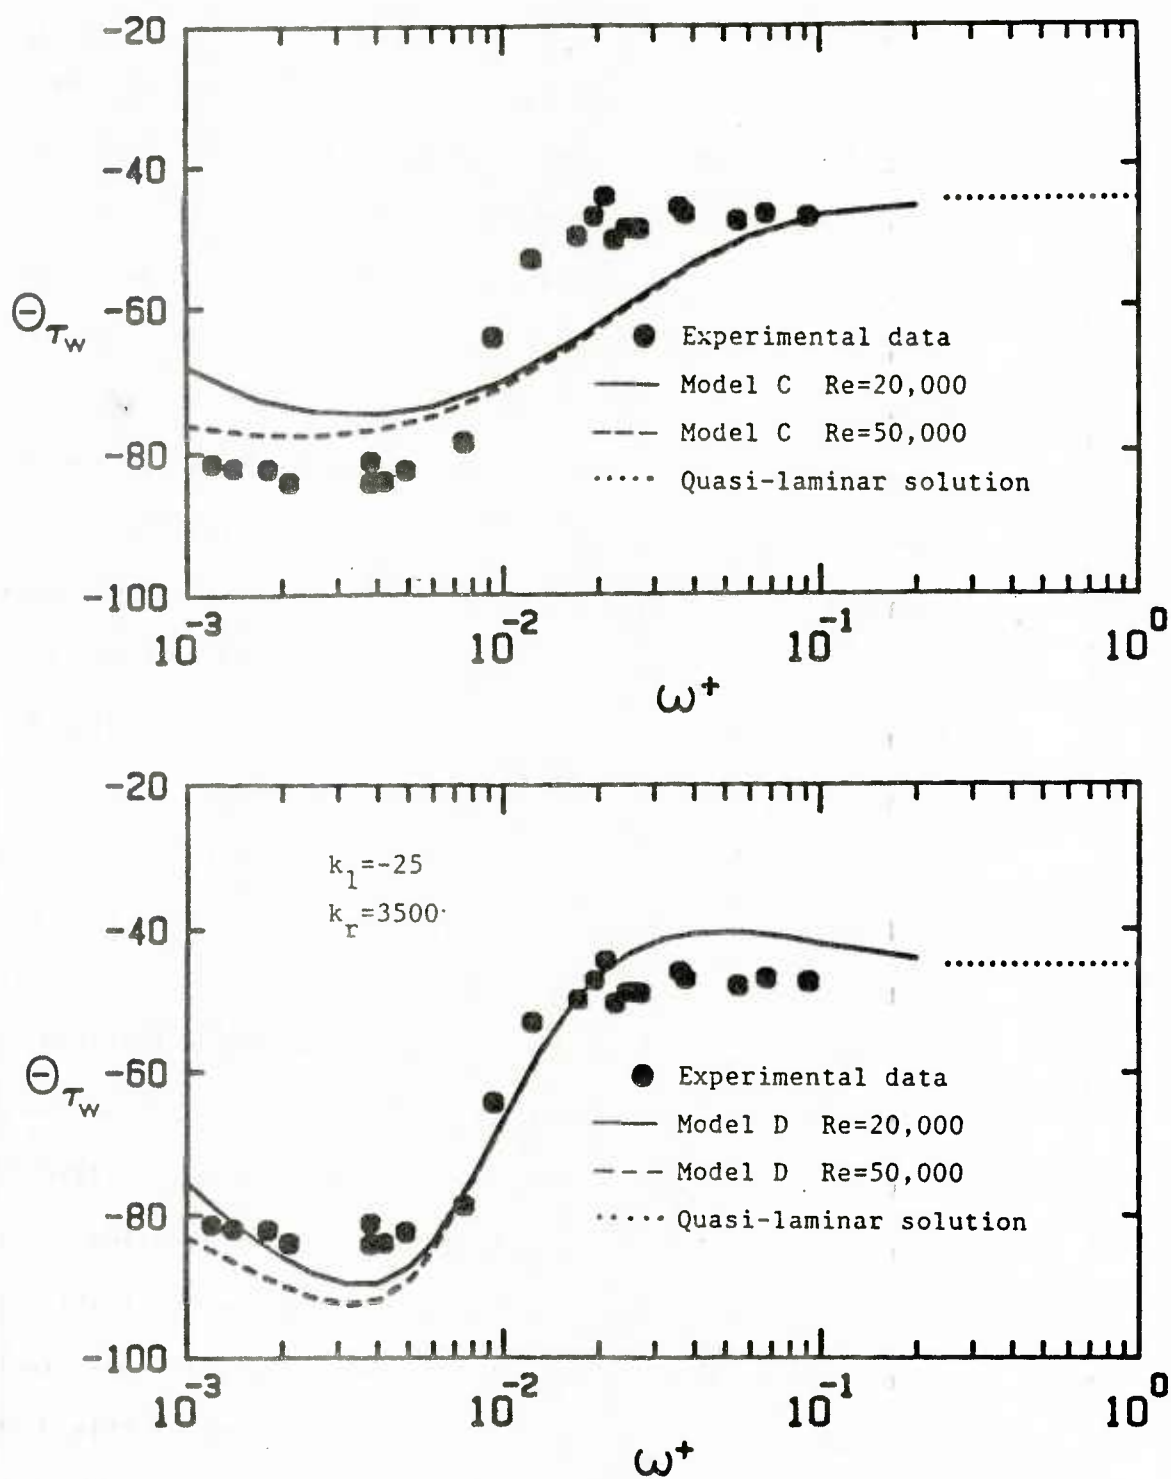 -20
-40
-60
-80
-100
Θτw
Experimental data
Model C Re=20,000
Model C Re=50,000
Quasi-laminar solution
10⁻³ 10⁻² 10⁻¹ 10⁰
ω⁺
-20
-40
-60
-80
-100
Θτw
k₁=-25
kᵣ=3500
Experimental data
Model D Re=20,000
Model D Re=50,000
Quasi-laminar solution
10⁻³ 10⁻² 10⁻¹ 10⁰
ω⁺